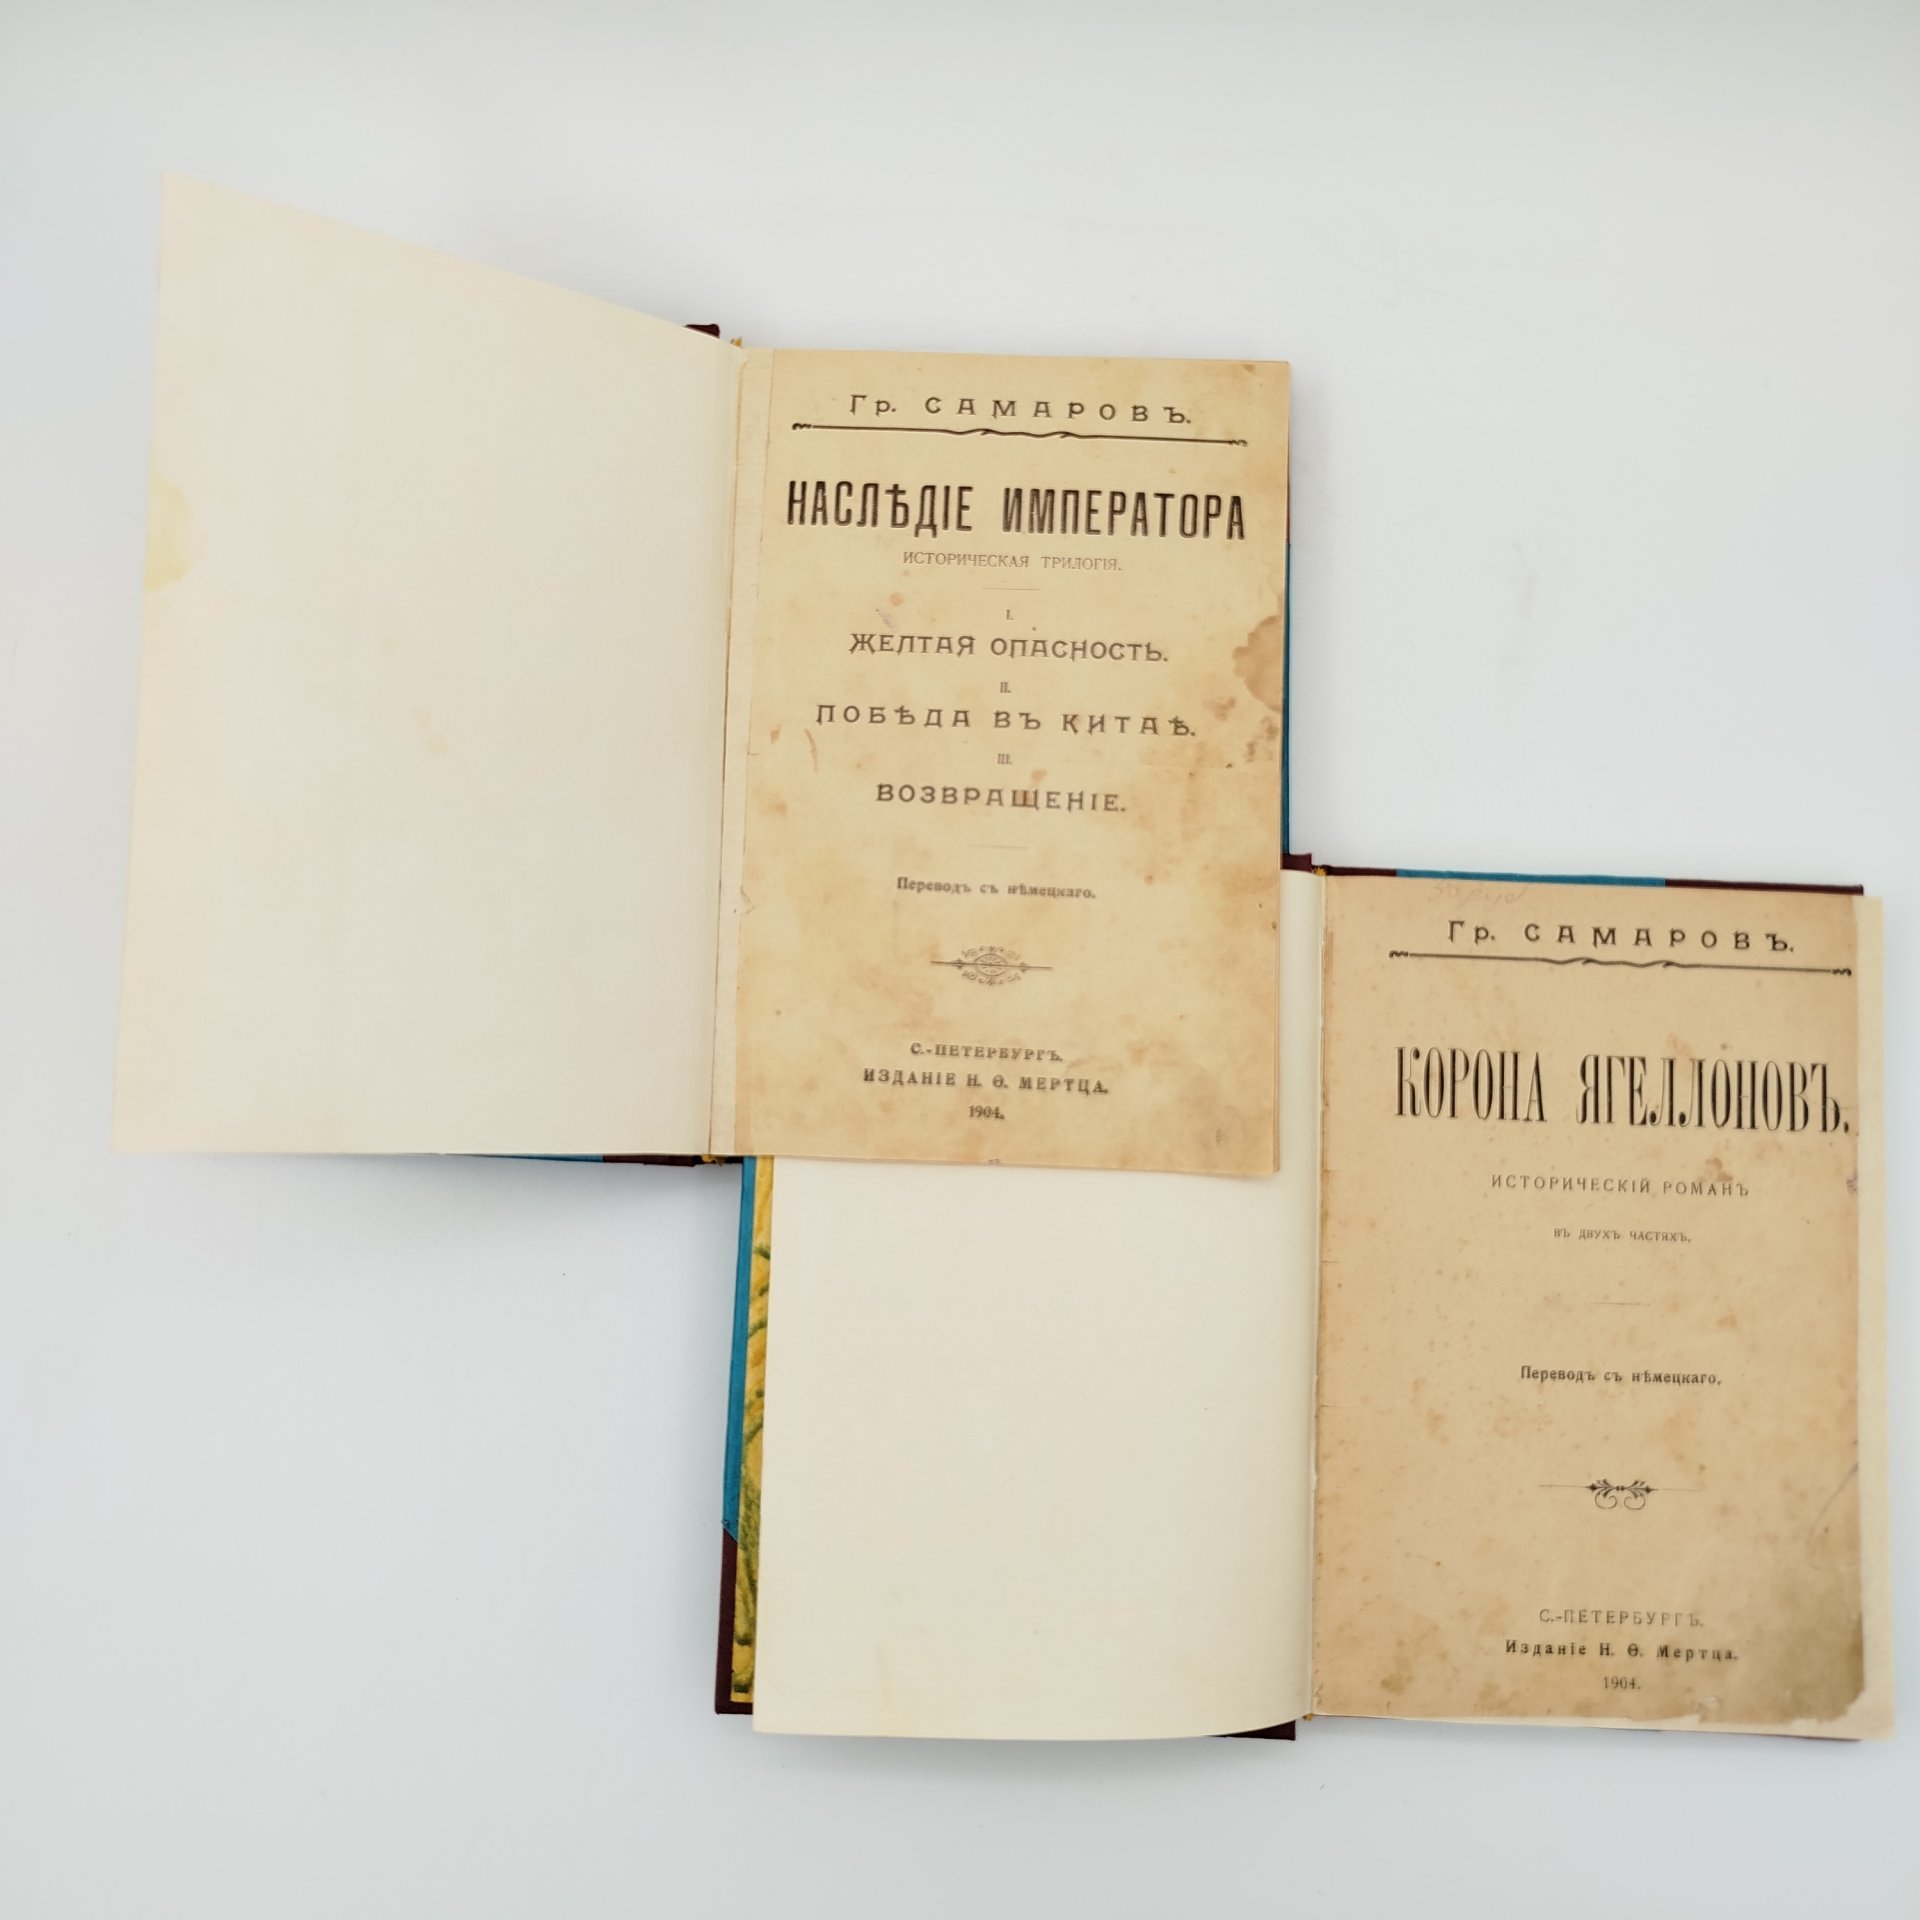 Гр. САМАРОВЪ.
НАСЛѢДІЕ ИМПЕРАТОРА
ИСТОРИЧЕСКАЯ ТРИЛОГІЯ.
I.
ЖЕЛТАЯ ОПАСНОСТЬ.
II.
ПОБѢДА ВЪ КИТАѢ.
III.
ВОЗВРАЩЕНІЕ.
Переводъ съ нѣмецкаго.
С.-ПЕТЕРБУРГЪ.
ИЗДАНІЕ Н. Ѳ. МЕРТЦА.
1904.
Гр. САМАРОВЪ.
КОРОНА ЯГЕЛЛОНОВЪ.
ИСТОРИЧЕСКІЙ РОМАНЪ
ВЪ ДВУХЪ ЧАСТЯХЪ.
Переводъ съ нѣмецкаго.
С.-ПЕТЕРБУРГЪ.
Изданіе Н. Ѳ. Мертца.
1904.